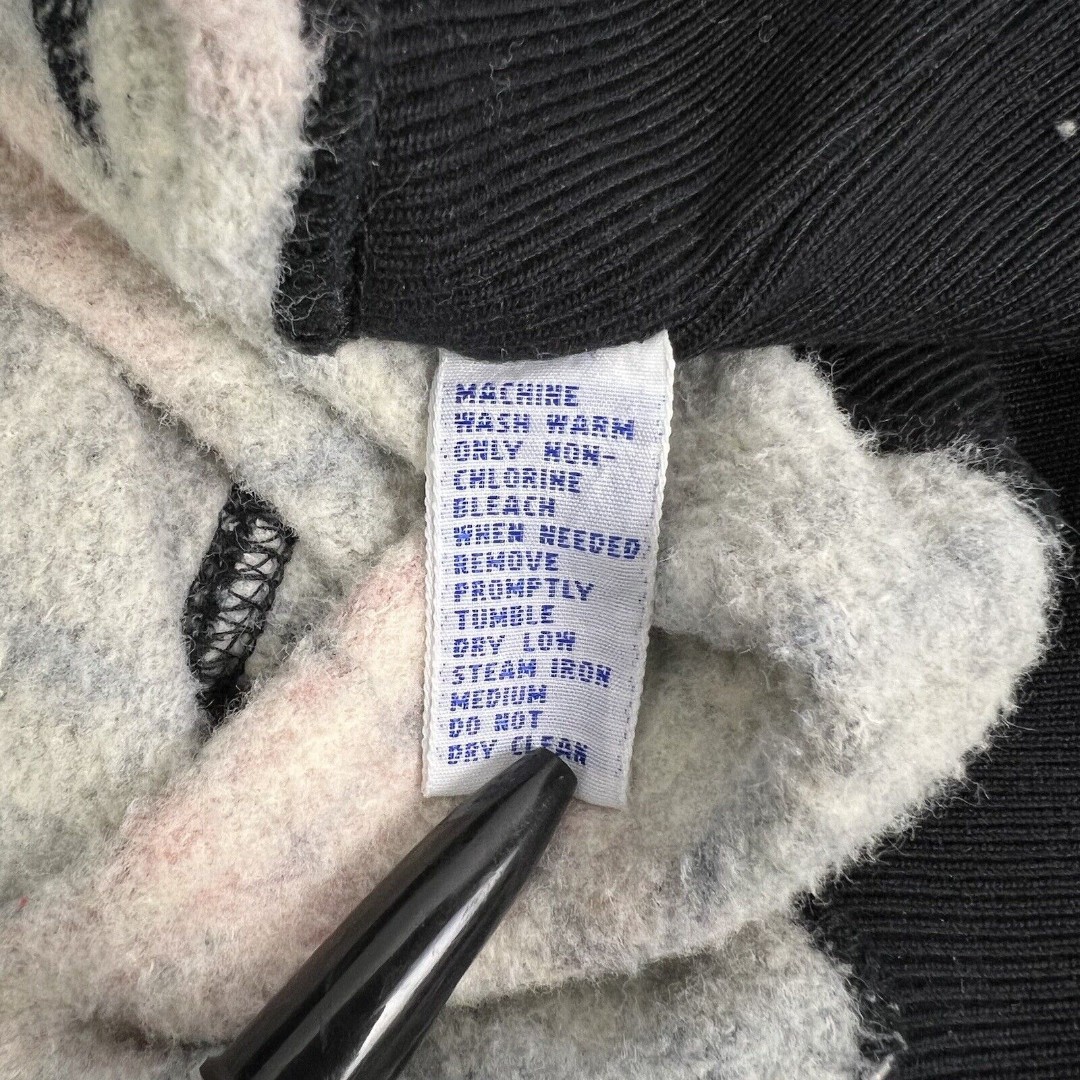 MACHINE
WASH WARM
ONLY NON-
CHLORINE
BLEACH
WHEN NEEDED
REMOVE
PROMPTLY
TUMBLE
DRY LOW
STEAM IRON
MEDIUM
DO NOT
DRY CLEAN